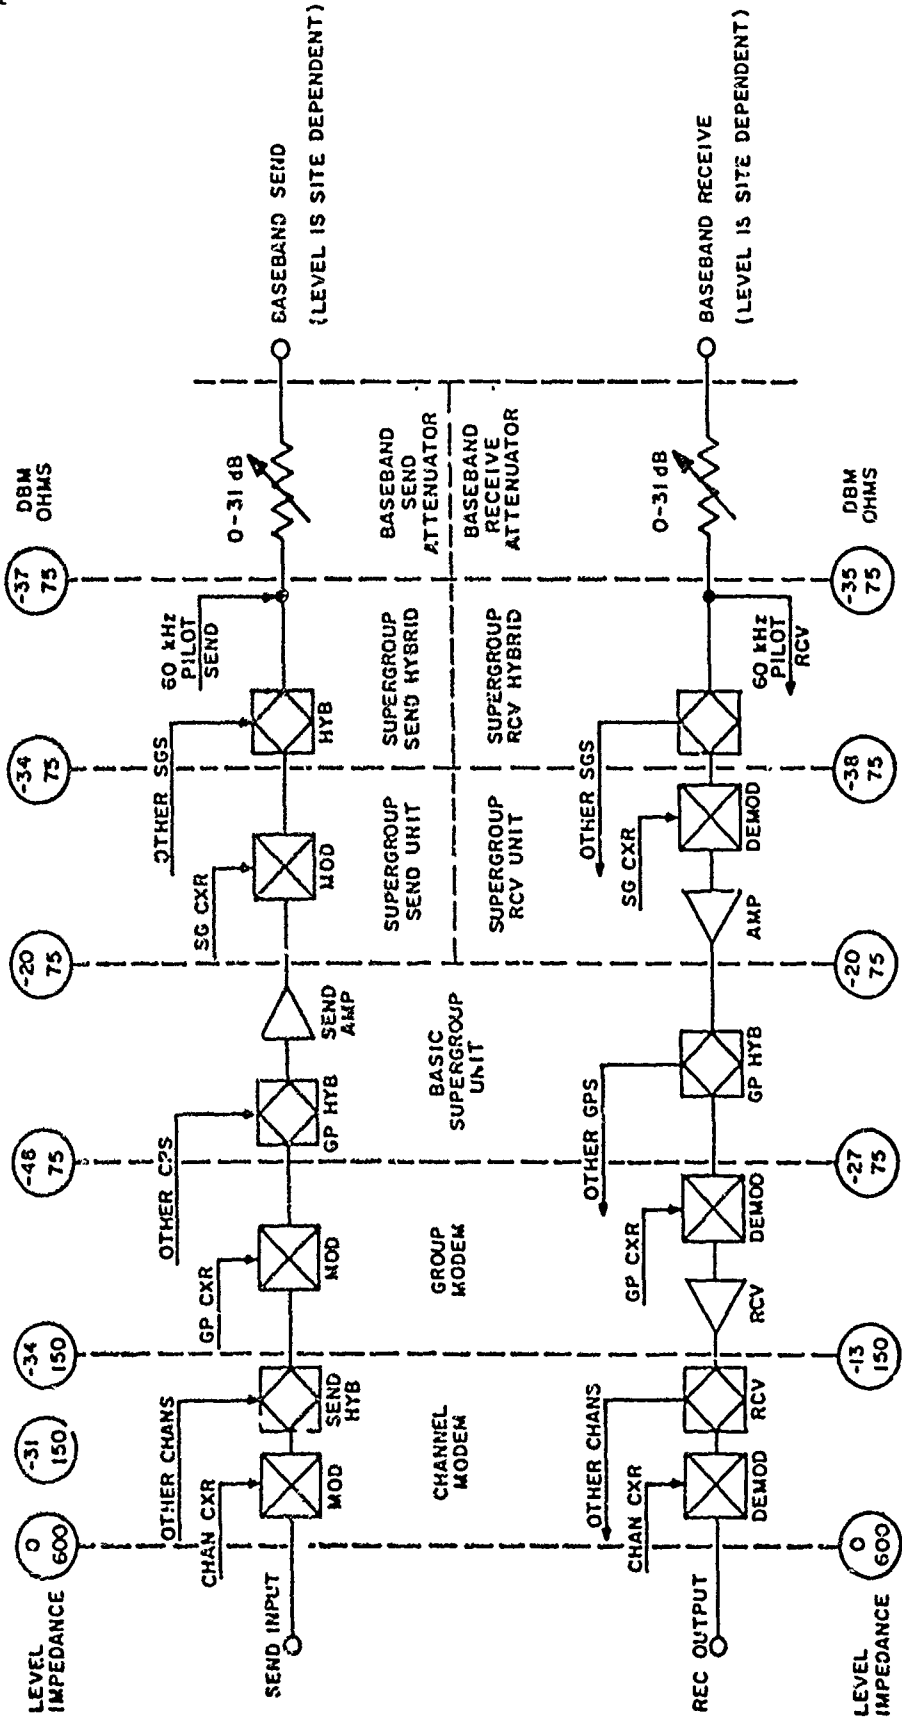 LEVEL
IMPEDANCE
0
600
-31
150
-34
150
-48
75
-20
75
-34
75
-37
75
DBM
OHMS
SEND INPUT
CHAN CXR
OTHER CHANS
MOD
SEND
HYB
GP CXR
MOD
OTHER GPS
GP HYB
SEND
AMP
SG CXR
MOD
OTHER SGS
HYB
60 kHz
PILOT
SEND
0-31 dB
BASEBAND SEND
(LEVEL IS SITE DEPENDENT)
CHANNEL
MODEM
GROUP
MODEM
BASIC
SUPERGROUP
UNIT
SUPERGROUP
SEND UNIT
SUPERGROUP
SEND HYBRID
BASEBAND
SEND
ATTENUATOR
SUPERGROUP
RCV UNIT
SUPERGROUP
RCV HYBRID
BASEBAND
RECEIVE
ATTENUATOR
REC OUTPUT
CHAN CXR
OTHER CHANS
DEMOD
RCV
GP CXR
RCV
DEMOD
OTHER GPS
GP HYB
AMP
SG CXR
DEMOD
OTHER SGS
60 kHz
PILOT
RCV
0-31 dB
BASEBAND RECEIVE
(LEVEL IS SITE DEPENDENT)
LEVEL
IMPEDANCE
0
600
-13
150
-27
75
-20
75
-38
75
-35
75
DBM
OHMS